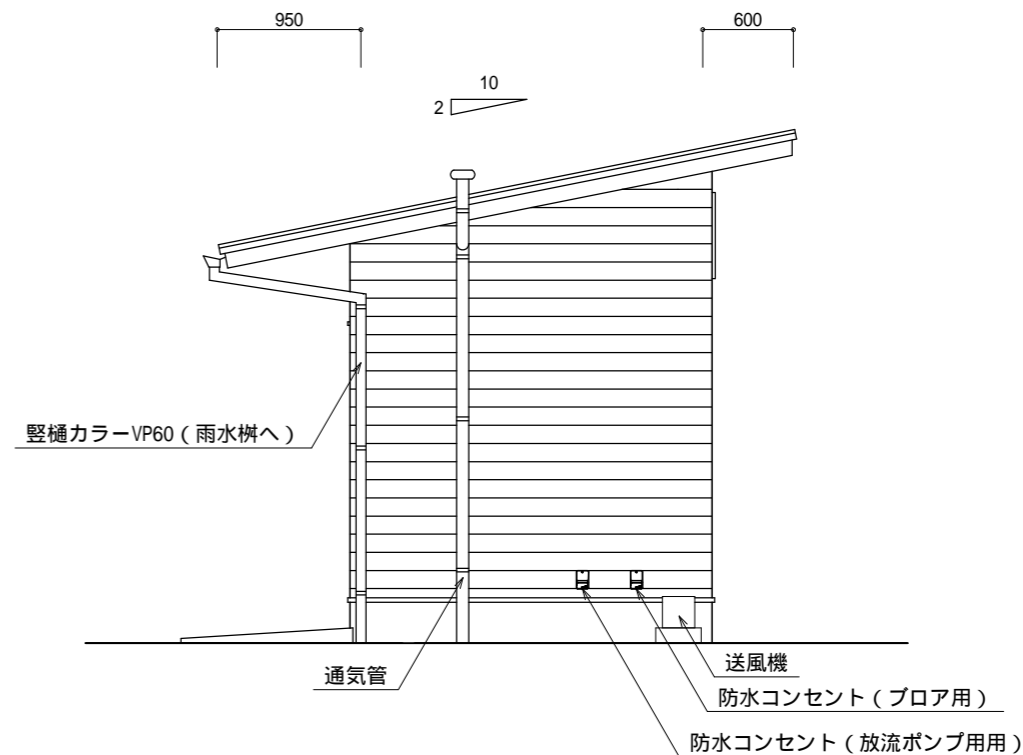 950
600
10
2
竪樋カラーVP60（雨水桝へ）
通気管
送風機
防水コンセント（ブロア用）
防水コンセント（放流ポンプ用用）